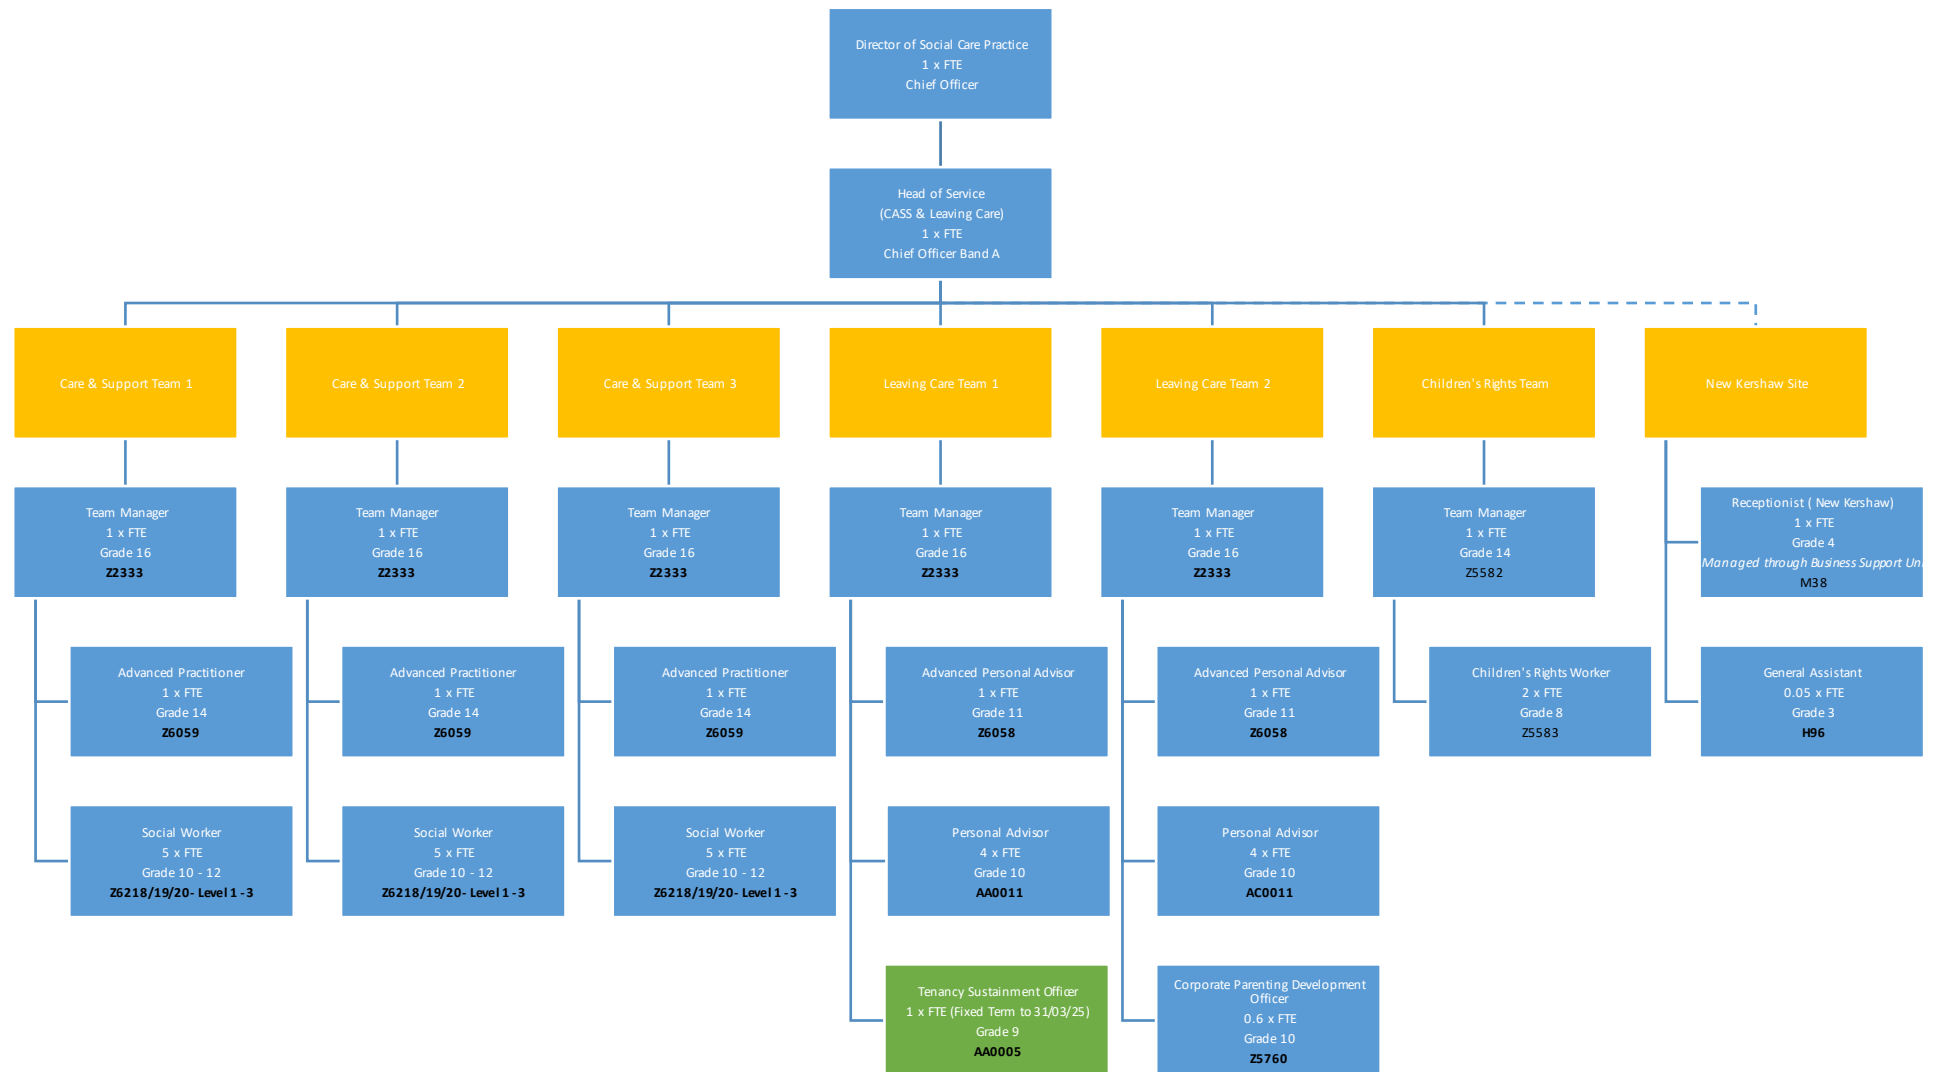 Director of Social Care Practice
1 x FTE
Chief Officer
Head of Service
(CASS & Leaving Care)
1 x FTE
Chief Officer Band A
Care & Support Team 1
Care & Support Team 2
Care & Support Team 3
Leaving Care Team 1
Leaving Care Team 2
Children's Rights Team
New Kershaw Site
Team Manager
1 x FTE
Grade 16
Z2333
Team Manager
1 x FTE
Grade 16
Z2333
Team Manager
1 x FTE
Grade 16
Z2333
Team Manager
1 x FTE
Grade 16
Z2333
Team Manager
1 x FTE
Grade 16
Z2333
Team Manager
1 x FTE
Grade 14
Z5582
Receptionist ( New Kershaw)
1 x FTE
Grade 4
Managed through Business Support Un
M38
Advanced Practitioner
1 x FTE
Grade 14
Z6059
Advanced Practitioner
1 x FTE
Grade 14
Z6059
Advanced Practitioner
1 x FTE
Grade 14
Z6059
Advanced Personal Advisor
1 x FTE
Grade 11
Z6058
Advanced Personal Advisor
1 x FTE
Grade 11
Z6058
Children's Rights Worker
2 x FTE
Grade 8
Z5583
General Assistant
0.05 x FTE
Grade 3
H96
Social Worker
5 x FTE
Grade 10 - 12
Z6218/19/20- Level 1 -3
Social Worker
5 x FTE
Grade 10 - 12
Z6218/19/20- Level 1 -3
Social Worker
5 x FTE
Grade 10 - 12
Z6218/19/20- Level 1 -3
Personal Advisor
4 x FTE
Grade 10
AA0011
Personal Advisor
4 x FTE
Grade 10
AC0011
Tenancy Sustainment Officer
1 x FTE (Fixed Term to 31/03/25)
Grade 9
AA0005
Corporate Parenting Development
Officer
0.6 x FTE
Grade 10
Z5760